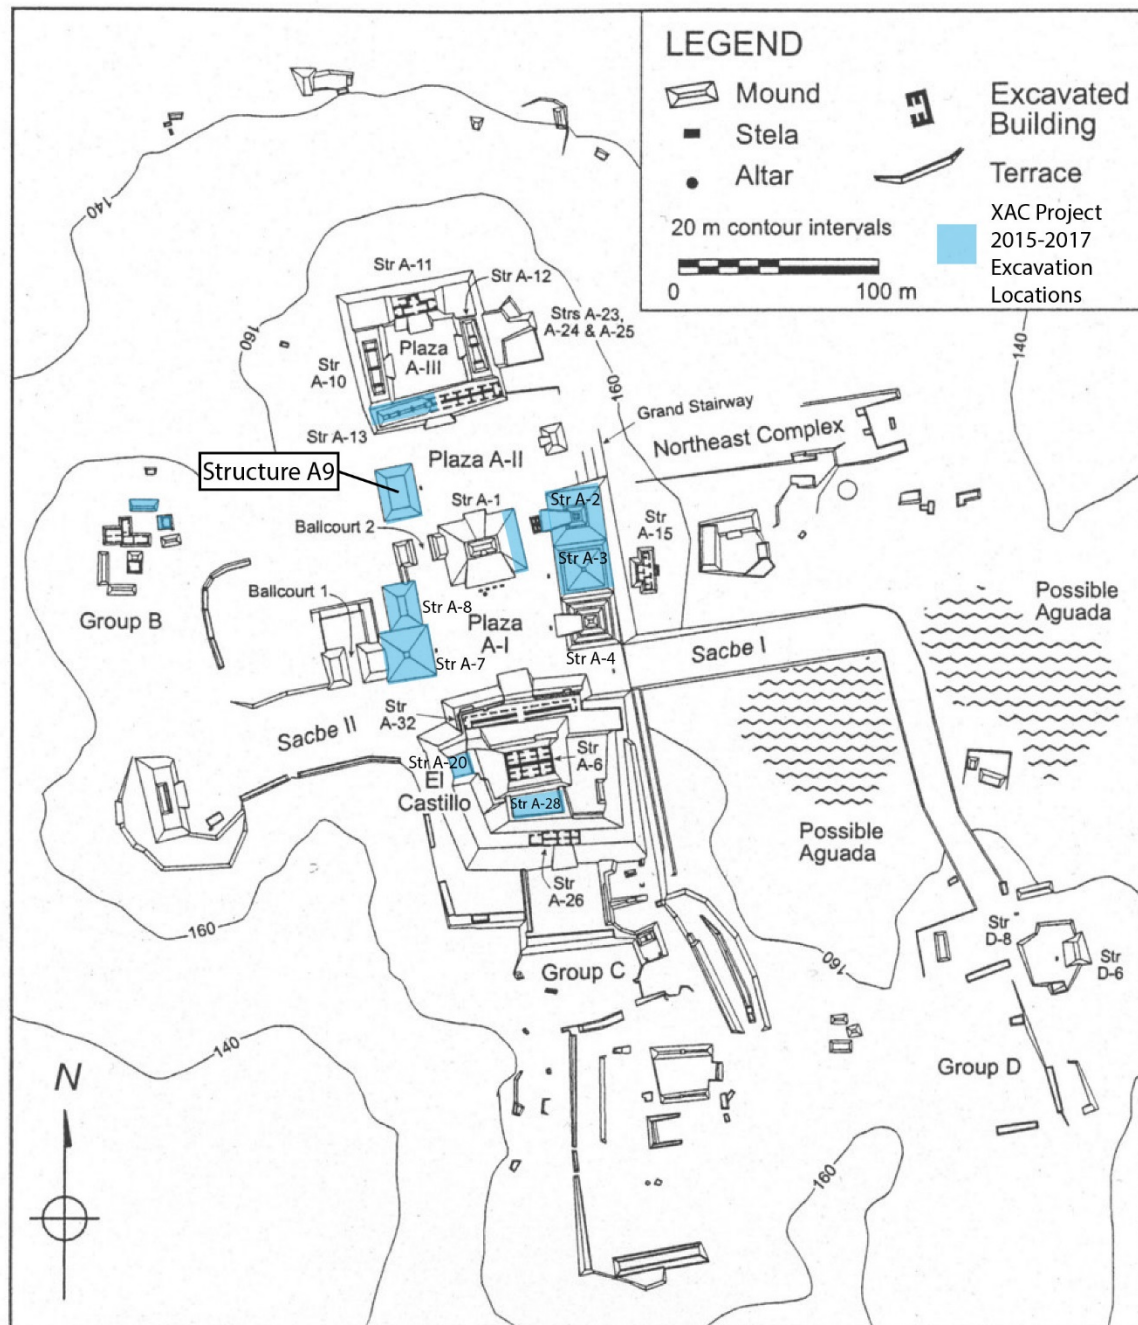 LEGEND
Mound
Stela
Altar
Excavated
Building
Terrace
20 m contour intervals
0
100 m
XAC Project
2015-2017
Excavation
Locations
140
160
Str A-11
Str A-12
Strs A-23,
A-24 & A-25
Plaza
A-III
Str
A-10
Str A-13
160
140
Grand Stairway
Northeast Complex
Structure A9
Plaza A-II
Str A-1
Str A-2
Ballcourt 2
Str
A-15
Str A-3
Ballcourt 1
Str A-8
Plaza
A-I
Group B
Str A-7
Str A-4
Sacbe I
Possible
Aguada
Str
A-32
Sacbe II
Str A-20
El
Castillo
Str
A-6
Str A-28
Possible
Aguada
Str
A-26
160
Group C
160
Str
D-8
Str
D-6
140
Group D
N
160